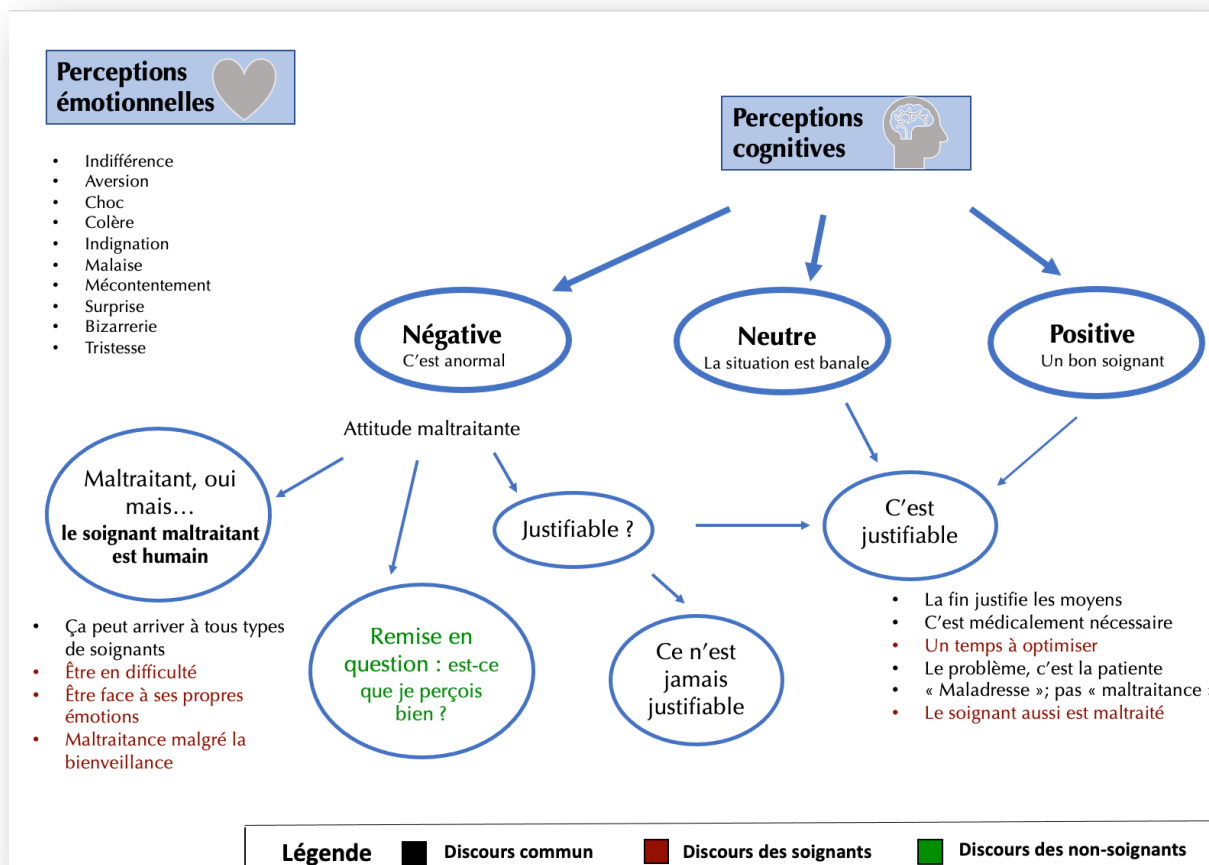 Perceptions
émotionnelles
• Indifférence
• Aversion
• Choc
• Colère
• Indignation
• Malaise
• Mécontentement
• Surprise
• Bizarrerie
• Tristesse
Perceptions
cognitives
Négative
C’est anormal
Neutre
La situation est banale
Positive
Un bon soignant
Attitude maltraitante
Maltraitant, oui
mais…
le soignant maltraitant
est humain
• Ça peut arriver à tous types
de soignants
• Être en difficulté
• Être face à ses propres
émotions
• Maltraitance malgré la
bienveillance
Remise en
question : est-ce
que je perçois
bien ?
Justifiable ?
Ce n’est
jamais
justifiable
C’est
justifiable
• La fin justifie les moyens
• C’est médicalement nécessaire
• Un temps à optimiser
• Le problème, c’est la patiente
• « Maladresse »; pas « maltraitance »
• Le soignant aussi est maltraité
Légende
Discours commun
Discours des soignants
Discours des non-soignants